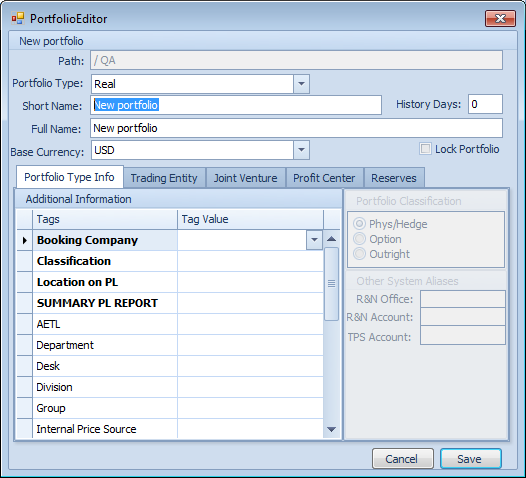 PortfolioEditor
New portfolio
Path: / QA
Portfolio Type: Real
Short Name: New portfolio History Days: 0
Full Name: New portfolio
Base Currency: USD Lock Portfolio
Portfolio Type Info Trading Entity Joint Venture Profit Center Reserves
Additional Information
Tags Tag Value
Booking Company
Classification
Location on PL
SUMMARY PL REPORT
AETL
Department
Desk
Division
Group
Internal Price Source
Portfolio Classification
Phys/Hedge
Option
Outright
Other System Aliases
R&N Office:
R&N Account:
TPS Account:
Cancel Save